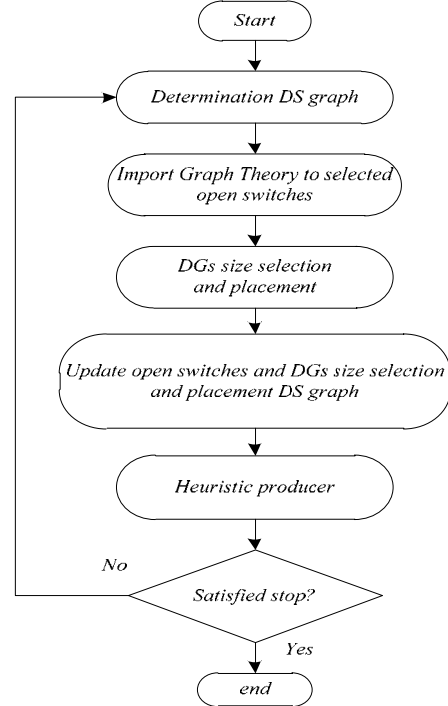 Start
Determination DS graph
Import Graph Theory to selected
open switches
DGs size selection
and placement
Update open switches and DGs size selection
and placement DS graph
Heuristic producer
No
Satisfied stop?
Yes
end